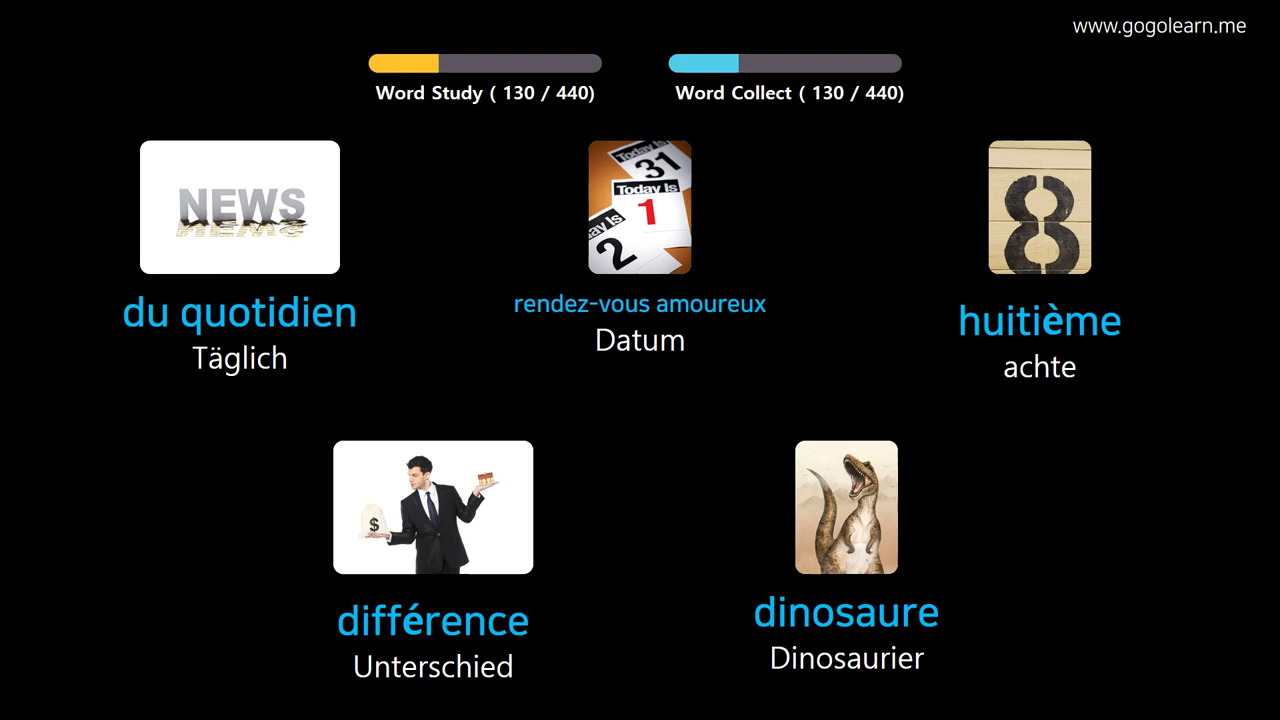 www.gogolearn.me
Word Study ( 130 / 440)
Word Collect ( 130 / 440)
NEWS
Today Is
31
Today Is
1
day Is
2
8
du quotidien
Täglich
rendez-vous amoureux
Datum
huitième
achte
$
différence
Unterschied
dinosaure
Dinosaurier